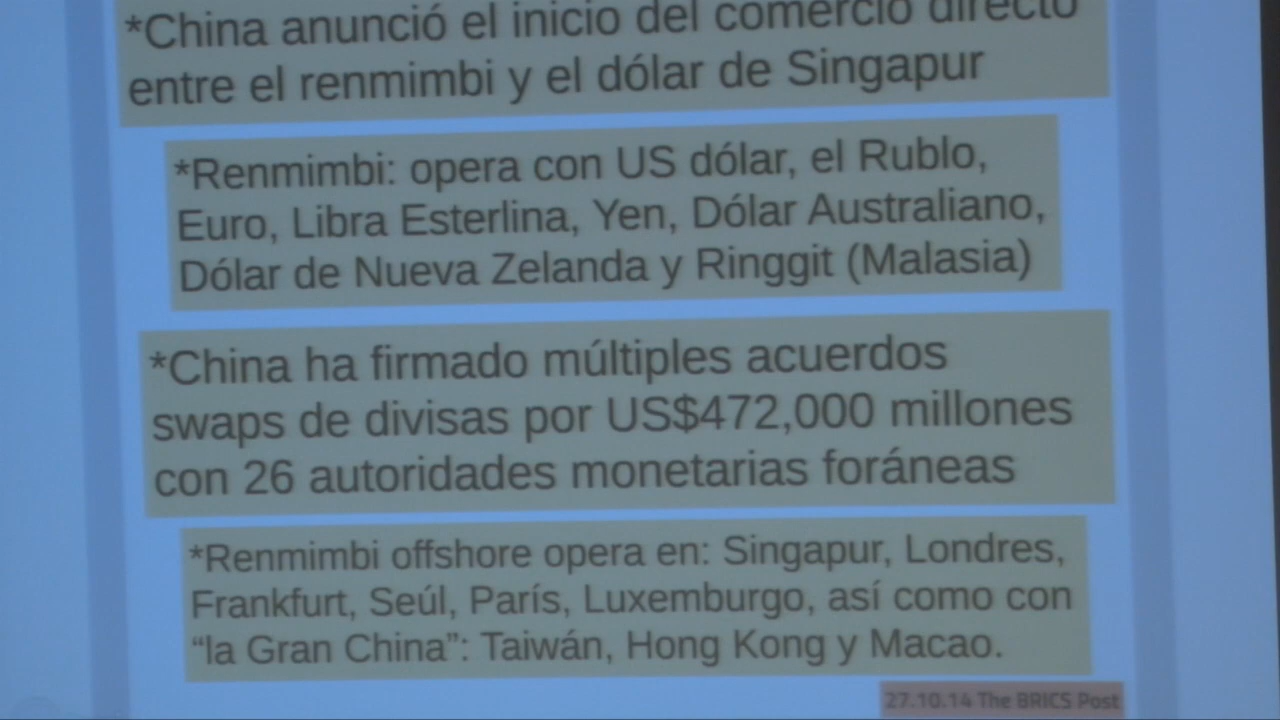 *China anunció el inicio del comercio directo
entre el renmimbi y el dólar de Singapur
*Renmimbi: opera con US dólar, el Rublo,
Euro, Libra Esterlina, Yen, Dólar Australiano,
Dólar de Nueva Zelanda y Ringgit (Malasia)
*China ha firmado múltiples acuerdos
swaps de divisas por US$472,000 millones
con 26 autoridades monetarias foráneas
*Renmimbi offshore opera en: Singapur, Londres,
Frankfurt, Seúl, París, Luxemburgo, así como con
“la Gran China”: Taiwán, Hong Kong y Macao.
27.10.14 The BRICS Post